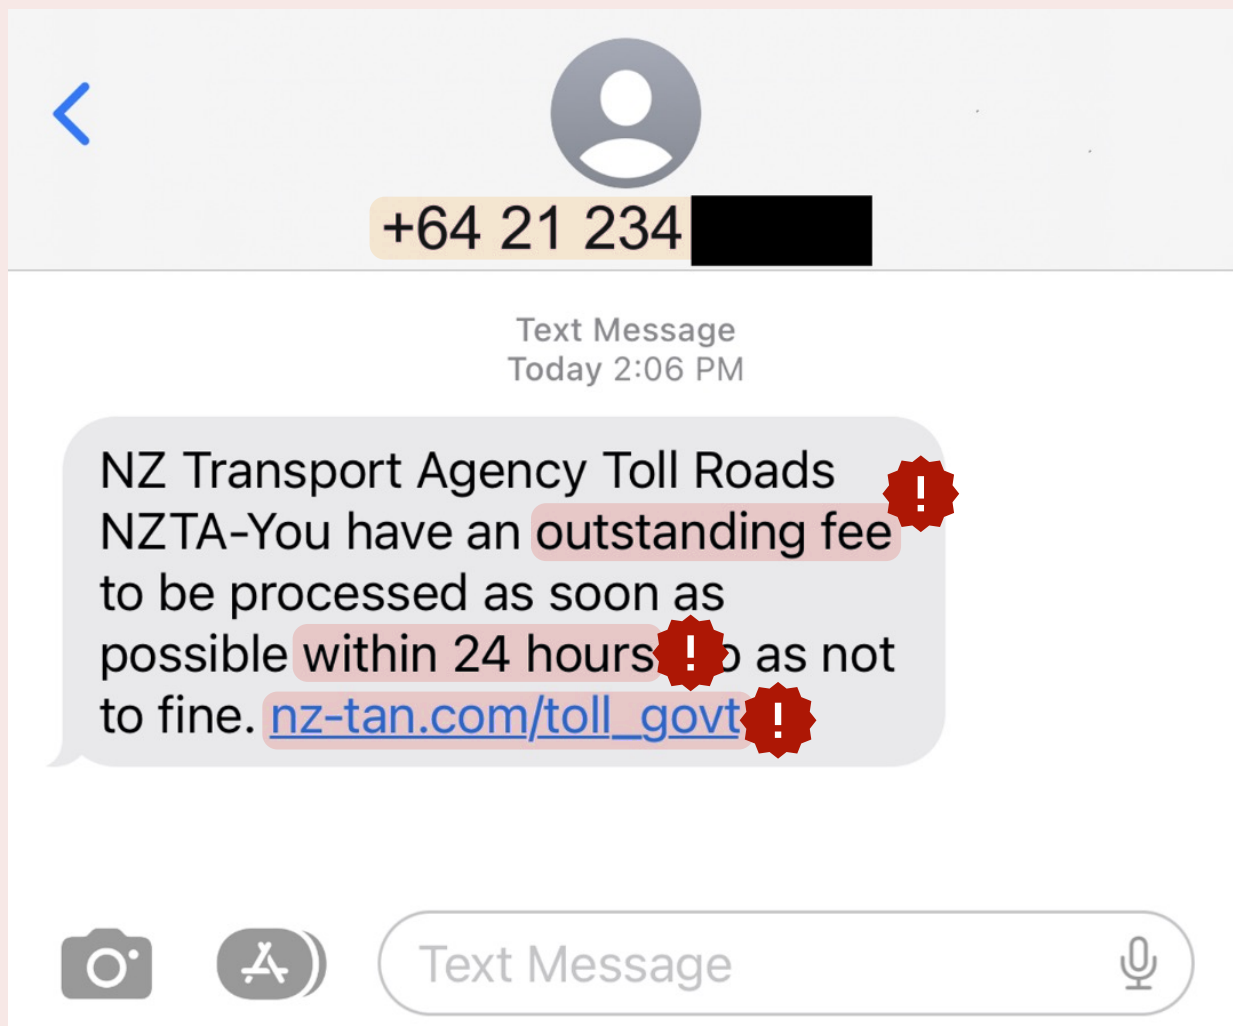 +64 21 234
Text Message
Today 2:06 PM
NZ Transport Agency Toll Roads
NZTA-You have an outstanding fee !
to be processed as soon as
possible within 24 hours ! o as not
to fine. nz-tan.com/toll_govt !
Text Message